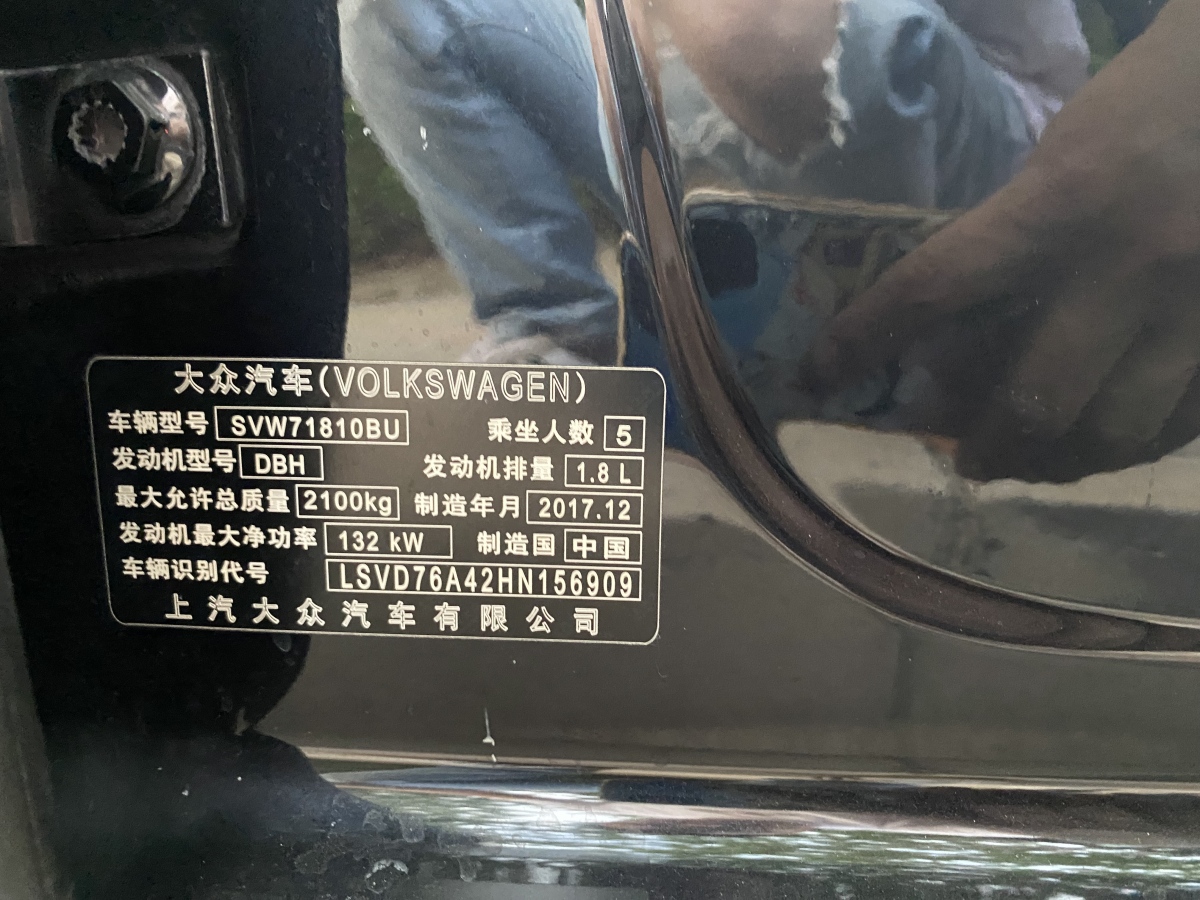 大众汽车(VOLKSWAGEN)
车辆型号 SVW71810BU 乘坐人数 5
发动机型号 DBH 发动机排量 1.8 L
最大允许总质量 2100kg 制造年月 2017.12
发动机最大净功率 132 kW 制造国 中国
车辆识别代号 LSVD76A42HN156909
上汽大众汽车有限公司